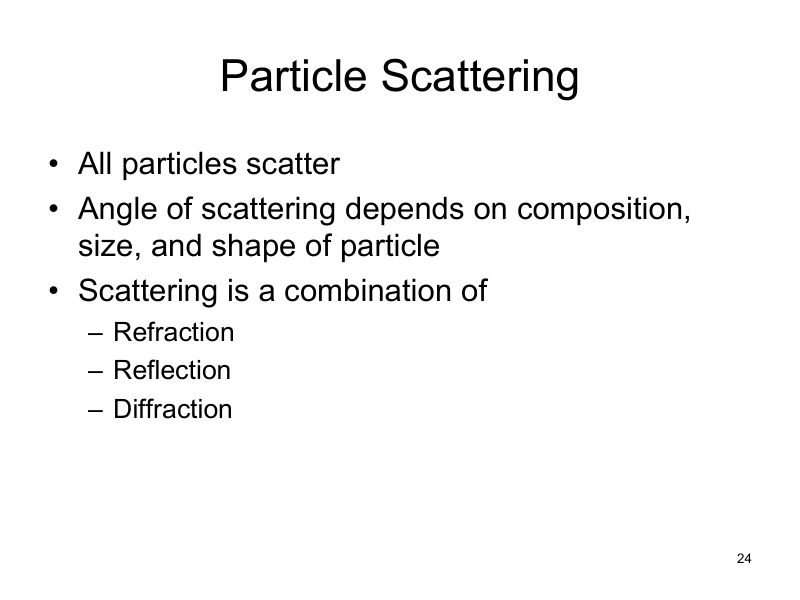 Particle Scattering
• All particles scatter
• Angle of scattering depends on composition,
size, and shape of particle
• Scattering is a combination of
– Refraction
– Reflection
– Diffraction
24